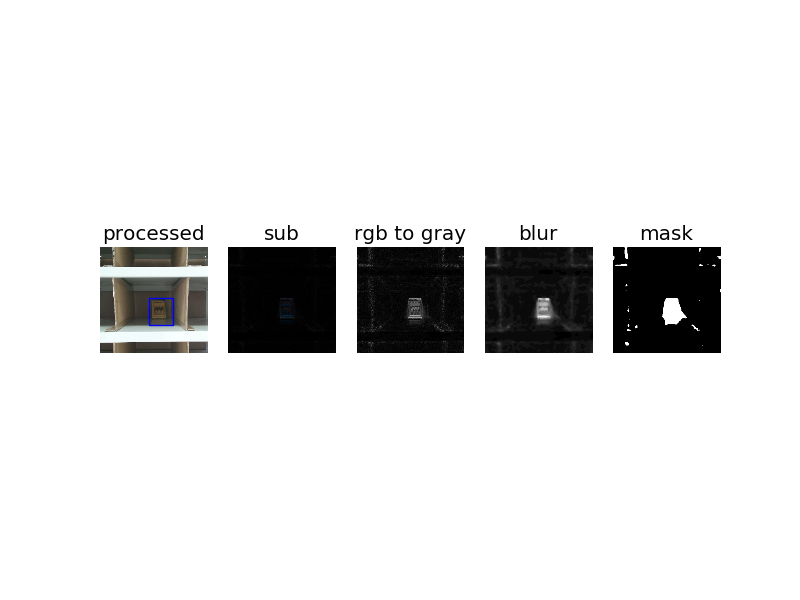 processed
sub
rgb to gray
blur
mask